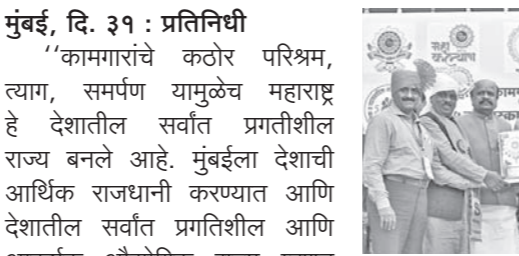 मुंबई, दि. ३१ : प्रतिनिधी
‘‘कामगारांचे कठोर परिश्रम,
त्याग, समर्पण यामुळेच महाराष्ट्र
हे देशातील सर्वांत प्रगतीशील
राज्य बनले आहे. मुंबईला देशाची
आर्थिक राजधानी करण्यात आणि
देशातील सर्वांत प्रगतिशील आणि